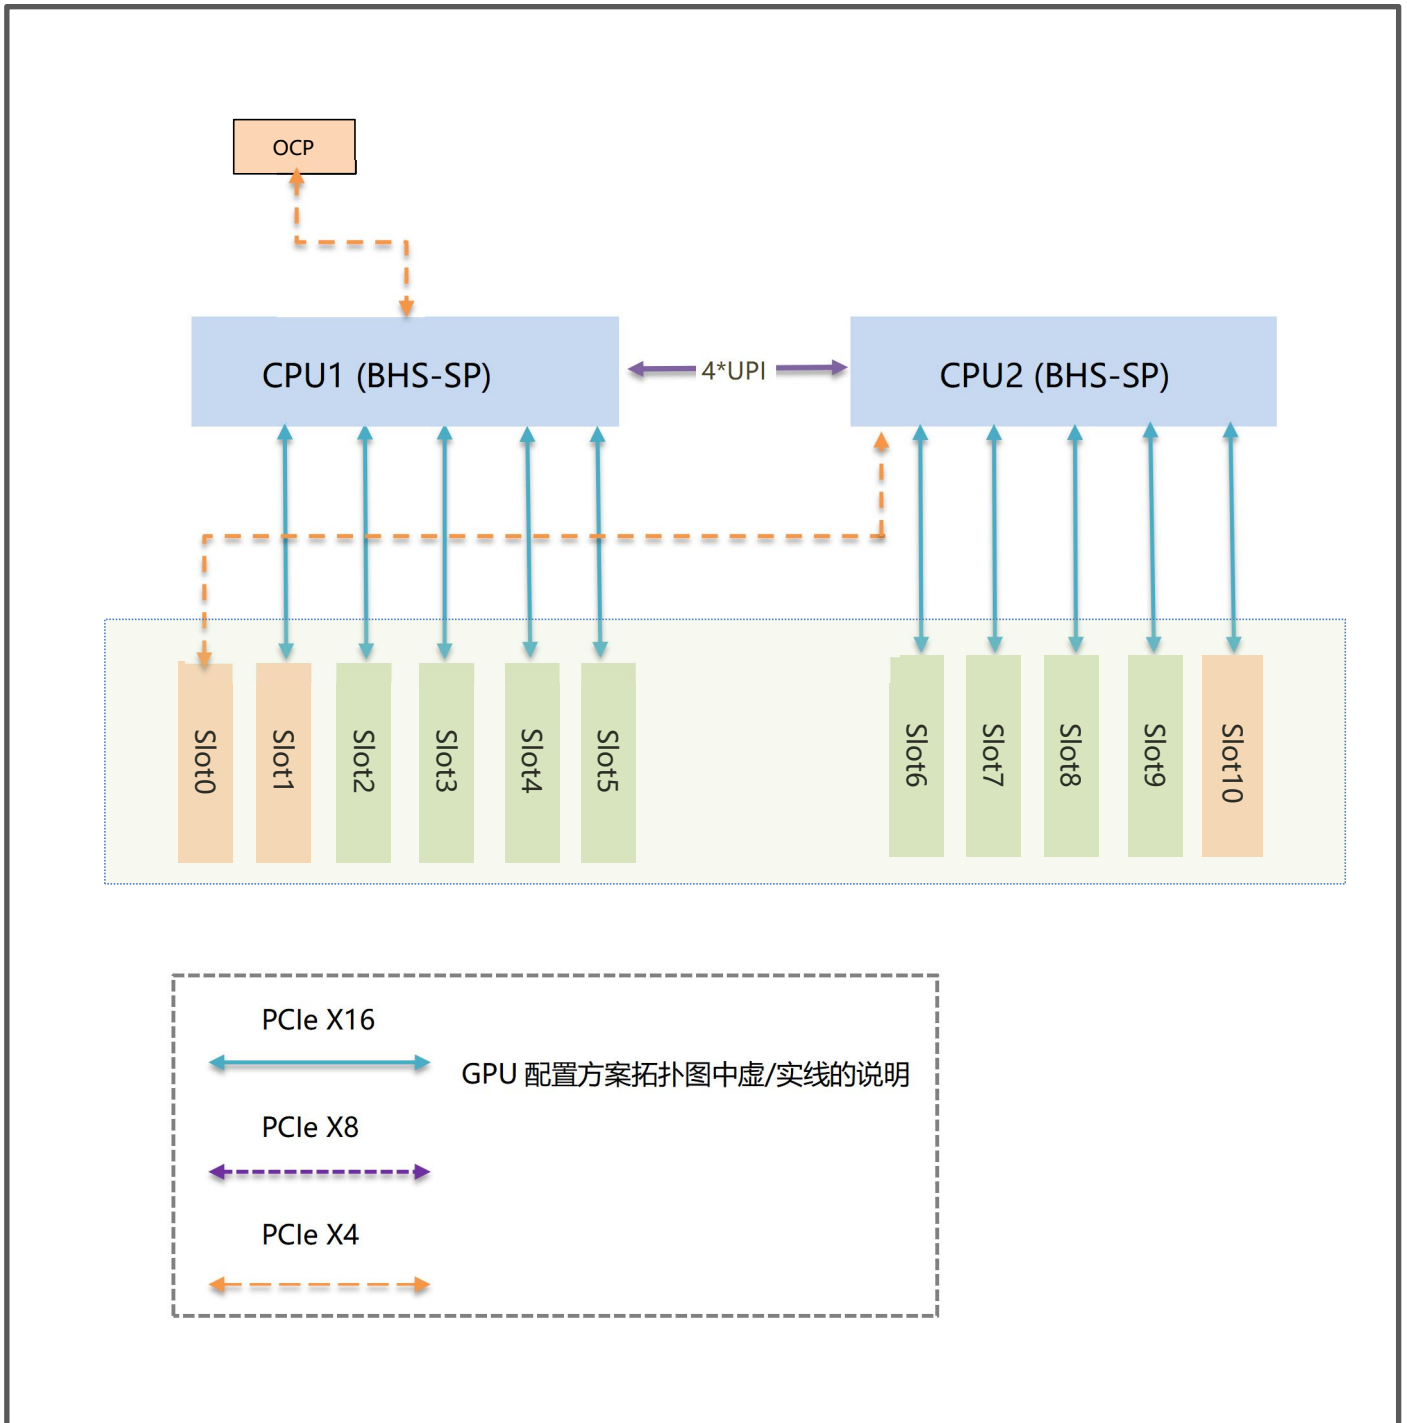 OCP
CPU1 (BHS-SP)
4*UPI
CPU2 (BHS-SP)
Slot0
Slot1
Slot2
Slot3
Slot4
Slot5
Slot6
Slot7
Slot8
Slot9
Slot10
PCIe X16
GPU 配置方案拓扑图中虚/实线的说明
PCIe X8
PCIe X4